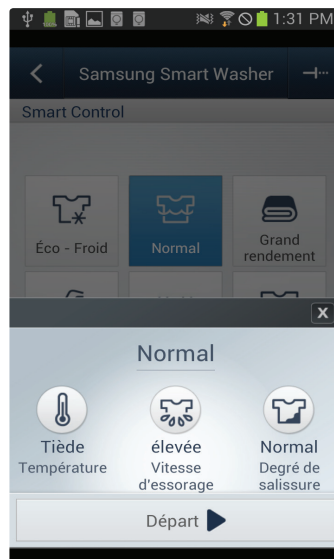 1:31 PM
Samsung Smart Washer
Smart Control
Éco - Froid
Normal
Grand
rendement
X
Normal
Tiède
Température
élevée
Vitesse
d'essorage
Normal
Degré de
salissure
Départ